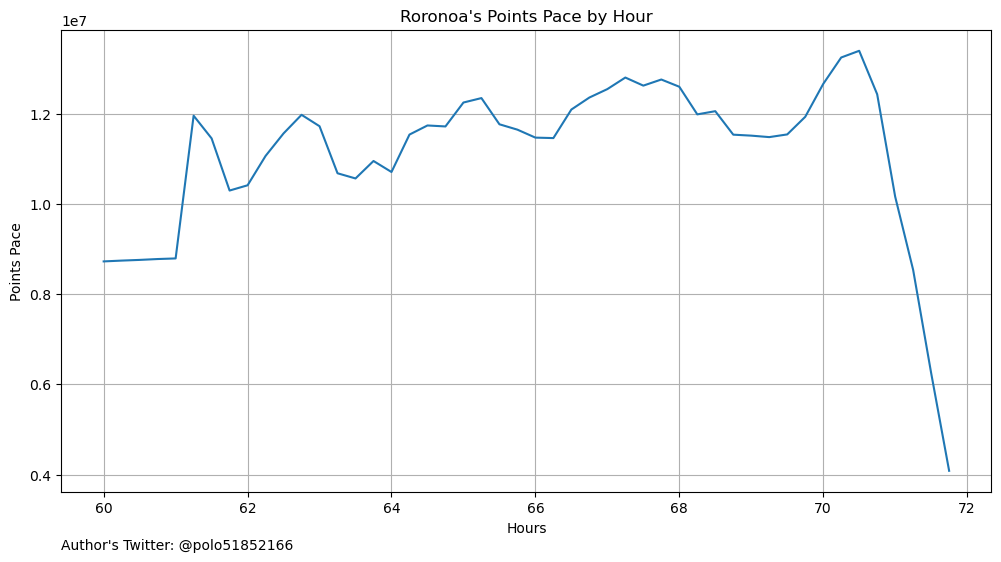 Roronoa's Points Pace by Hour
1e7
1.2
1.0
0.8
0.6
0.4
Points Pace
60 62 64 66 68 70 72
Hours
Author's Twitter: @polo51852166